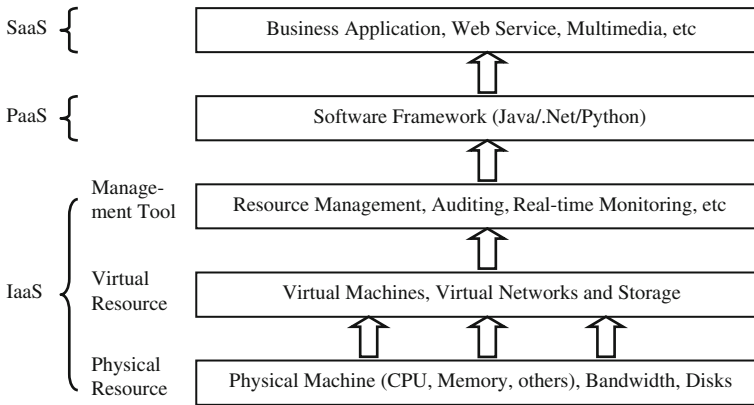 SaaS
Business Application, Web Service, Multimedia, etc
PaaS
Software Framework (Java/.Net/Python)
Manage-
ment Tool
Resource Management, Auditing, Real-time Monitoring, etc
IaaS
Virtual
Resource
Virtual Machines, Virtual Networks and Storage
Physical
Resource
Physical Machine (CPU, Memory, others), Bandwidth, Disks